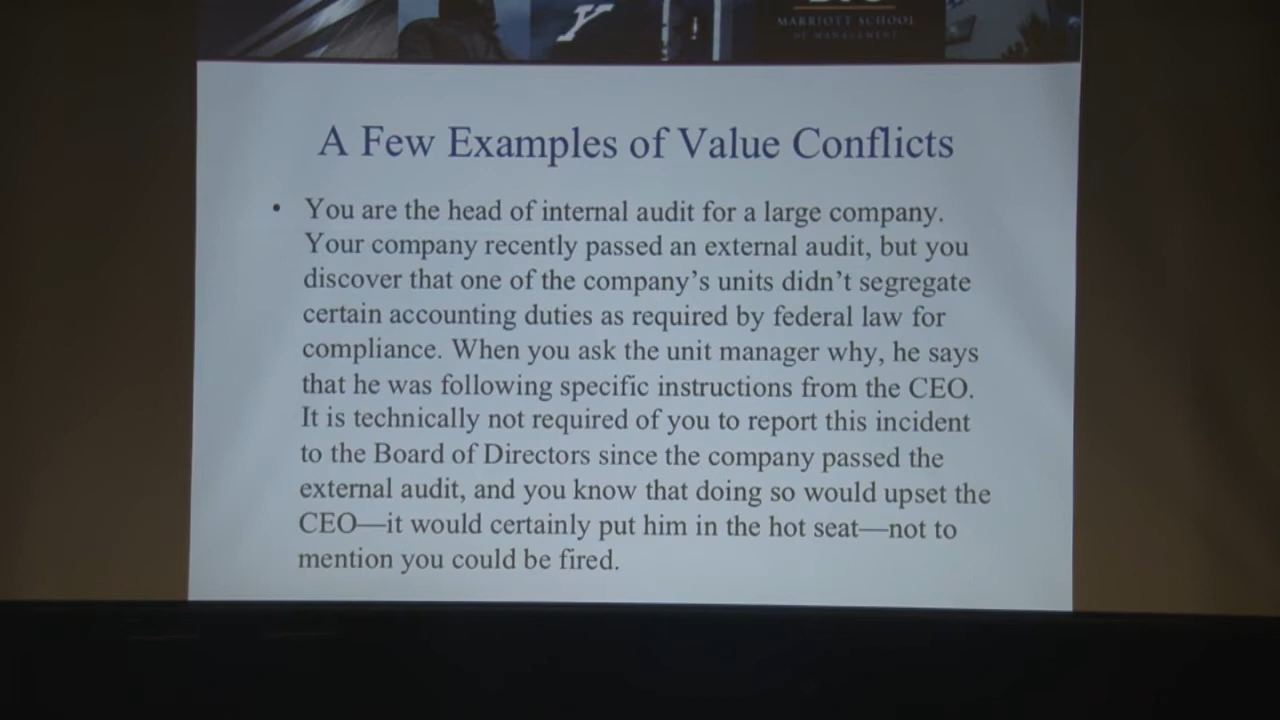 Y
MARRIOTT SCHOOL
OF MANAGEMENT
A Few Examples of Value Conflicts
• You are the head of internal audit for a large company.
Your company recently passed an external audit, but you
discover that one of the company's units didn't segregate
certain accounting duties as required by federal law for
compliance. When you ask the unit manager why, he says
that he was following specific instructions from the CEO.
It is technically not required of you to report this incident
to the Board of Directors since the company passed the
external audit, and you know that doing so would upset the
CEO—it would certainly put him in the hot seat—not to
mention you could be fired.